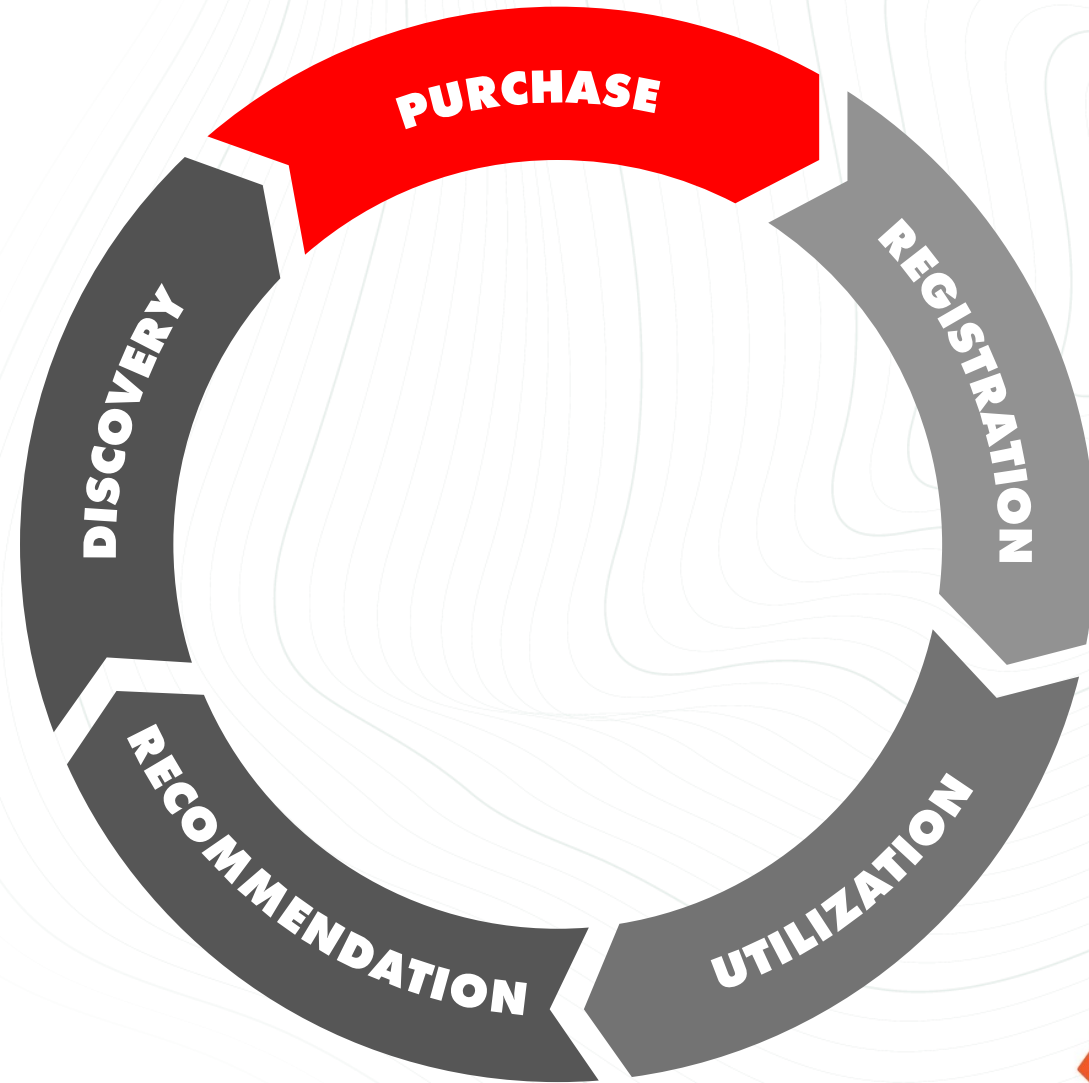 PURCHASE
REGISTRATION
UTILIZATION
RECOMMENDATION
DISCOVERY